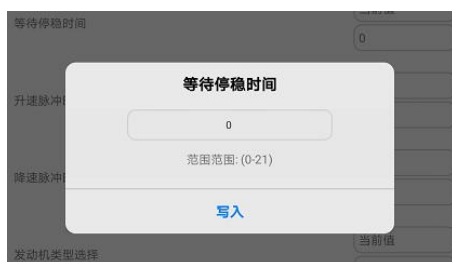 等待停稳时间
0
升速脉冲
等待停稳时间
0
范围范围: (0-21)
降速脉冲
写入
当前值
发动机类型选择